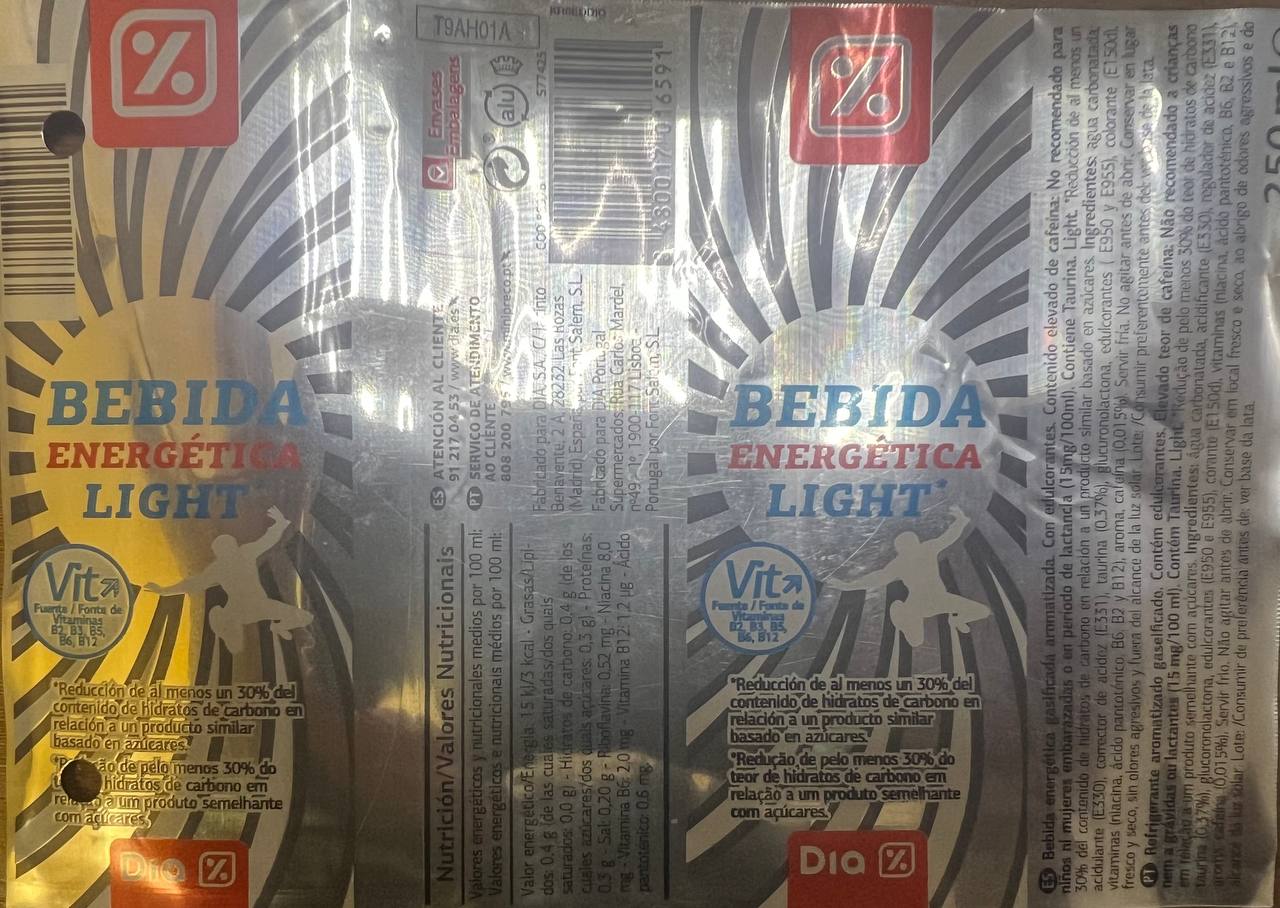 BEBIDA
ENERGÉTICA
LIGHT*
Vit
Fuente / Fonte de
Vitaminas
B2, B3, B5,
B6, B12
*Reducción de al menos un 30% del
contenido de hidratos de carbono en
relación a un producto similar
basado en azúcares.
de pelo menos 30% do
hidratos de carbono em
a um produto semelhante
com açúcares.
Dia %
T9AH01A
Envases
Embalagens
alu
577425
480017 016591
ES ATENCIÓN AL CLIENTE
91 217 04 53 / www.dia.es
PT SERVIÇO DE ATENDIMENTO
AO CLIENTE
808 200 795 / www.minipreco.pt
Fabricado para DIA, S.A. C/
Benavente, 2 A, 28232 Las Rozas
(Madrid) España por Font Salem, S.L.
Fabricado para DIA Portugal
Supermercados: Rua Carlos Mardel,
nº49-1º, 1900-117 Lisboa
Portugal por Font Salem, S.L
Nutrición/Valores Nutricionais
Valores energéticos y nutricionales medios por 100 ml:
Valores energéticos e nutricionais médios por 100 ml:
Valor energético/Energia: 15 kJ/3 kcal - Grasas/Lípi-
dos: 0,4 g (de las cuales saturadas/dos quais
saturados: 0,0 g) - Hidratos de carbono: 0,4 g (de los
cuales azúcares/dos quais açúcares: 0,3 g) - Proteínas:
0,3 g - Sal: 0,20 g - Riboflavina: 0,52 mg - Niacina 8,0
mg - Vitamina B6: 2,0 mg - Vitamina B12: 1,2 µg - Ácido
pantoténico: 0,6 mg.
BEBIDA
ENERGÉTICA
LIGHT*
Vit
Fuente / Fonte de
Vitaminas
B2, B3, B5,
B6, B12
*Reducción de al menos un 30% del
contenido de hidratos de carbono en
relación a un producto similar
basado en azúcares.
*Redução de pelo menos 30% do
teor de hidratos de carbono em
relação a um produto semelhante
com açúcares.
Dia %
ES Bebida energética gasificada aromatizada. Con edulcorantes. Contenido elevado de cafeína: No recomendado para
niños ni mujeres embarazadas o en período de lactancia (15mg/100ml). Contiene Taurina. Light. *Reducción de al menos un
30% del contenido de hidratos de carbono en relación a un producto similar basado en azúcares. Ingredientes: agua carbonatada,
acidulante (E330), corrector de acidez (E331), taurina (0,37%), glucuronolactona, edulcorantes ( E950 y E955), colorante (E150d),
vitaminas (niacina, ácido pantoténico, B6, B2 y B12), aroma, cafeína (0,015%). Servir fría. No agitar antes de abrir. Conservar en lugar
fresco y seco, sin olores agresivos y fuera del alcance de la luz solar. Lote: /Consumir preferentemente antes del: ver base de la lata.
PT Refrigerante aromatizado gaseificado. Contém edulcorantes. Elevado teor de cafeína: Não recomendado a crianças
nem a grávidas ou lactantes (15 mg/100 ml). Contém Taurina. Light. *Redução de pelo menos 30% do teor de hidratos de carbono
em relação a um produto semelhante com açúcares. Ingredientes: água carbonatada, acidificante (E330), regulador de acidez (E331),
taurina (0,37%), glucoronolactona, edulcorantes (E950 e E955), corante (E150d), vitaminas (niacina, ácido pantoténico, B6, B2 e B12),
aroma, cafeína (0,015%). Servir frio. Não agitar antes de abrir. Conservar em local fresco e seco, ao abrigo de odores agressivos e do
alcance da luz solar. Lote: /Consumir de preferência antes de: ver base da lata.
250 ml e